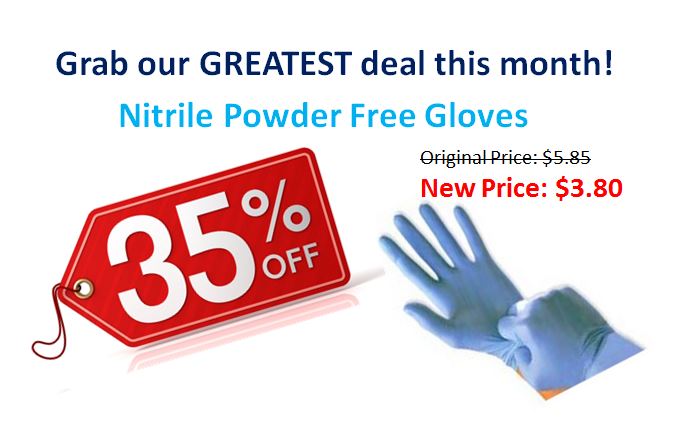 Grab our GREATEST deal this month!
Nitrile Powder Free Gloves
Original Price: $5.85
New Price: $3.80
35% OFF